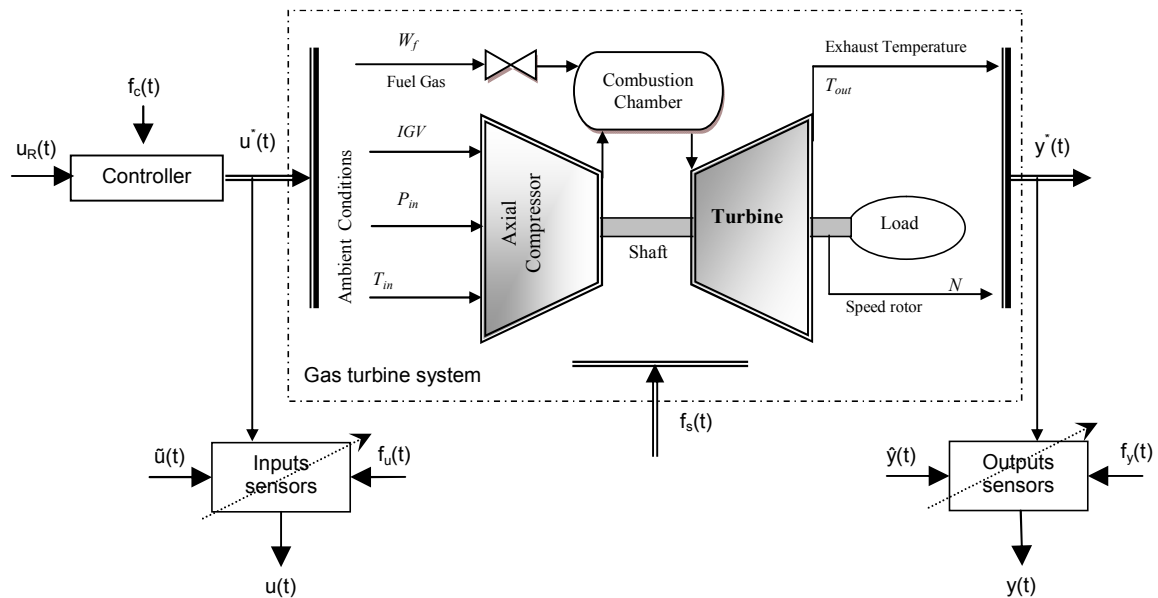 f_c(t)
u_R(t)
Controller
u*(t)
W_f
Fuel Gas
Combustion
Chamber
Exhaust Temperature
T_out
IGV
P_in
T_in
Ambient Conditions
Axial
Compressor
Shaft
Turbine
Load
N
Speed rotor
y*(t)
Gas turbine system
f_s(t)
ũ(t)
Inputs
sensors
f_u(t)
u(t)
ŷ(t)
Outputs
sensors
f_y(t)
y(t)